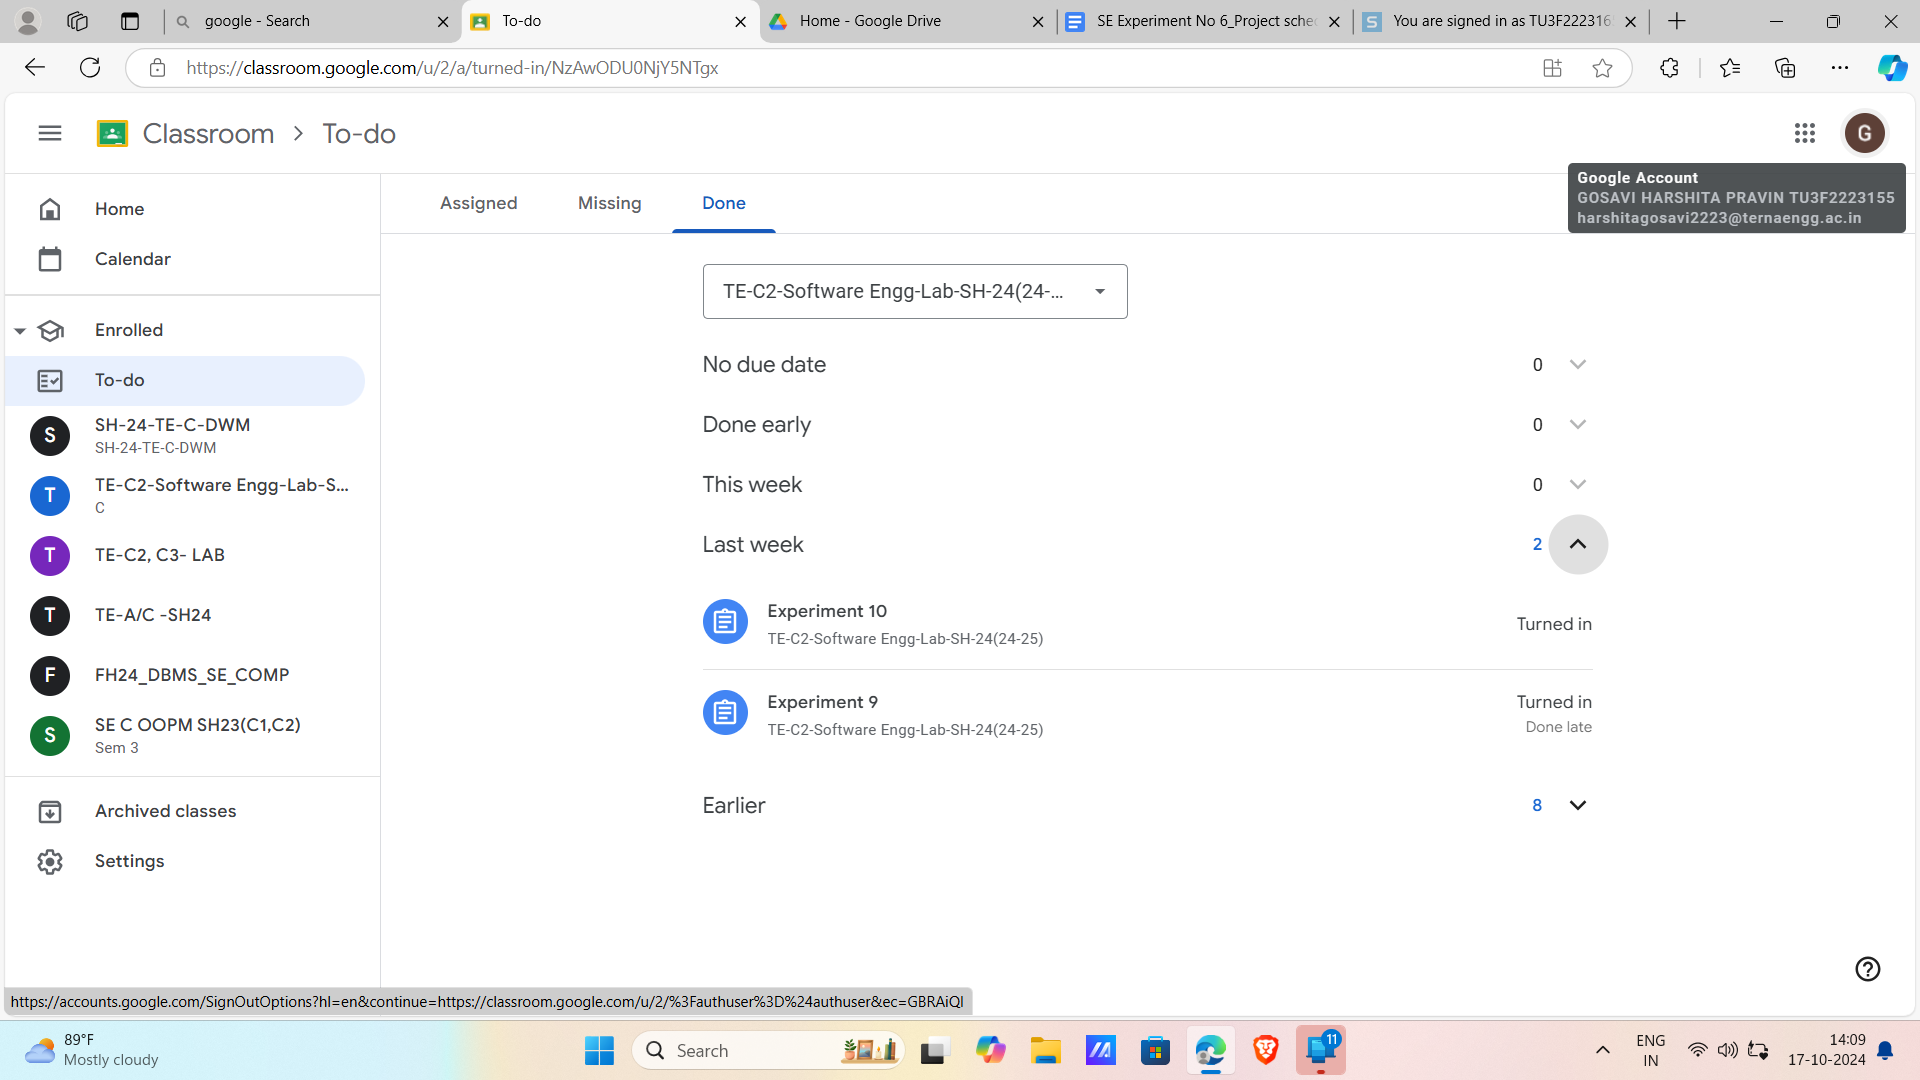 google - Search
To-do
Home - Google Drive
SE Experiment No 6_Project sche
You are signed in as TU3F222316
https://classroom.google.com/u/2/a/turned-in/NzAwODU0NjY5NTgx
Classroom > To-do
G
Google Account
GOSAVI HARSHITA PRAVIN TU3F2223155
harshitagosavi2223@ternaengg.ac.in
Home
Calendar
Enrolled
To-do
S
SH-24-TE-C-DWM
SH-24-TE-C-DWM
T
TE-C2-Software Engg-Lab-S...
C
T
TE-C2, C3- LAB
T
TE-A/C -SH24
F
FH24_DBMS_SE_COMP
S
SE C OOPM SH23(C1,C2)
Sem 3
Archived classes
Settings
Assigned
Missing
Done
TE-C2-Software Engg-Lab-SH-24(24-...
No due date 0
Done early 0
This week 0
Last week 2
Experiment 10
TE-C2-Software Engg-Lab-SH-24(24-25)
Turned in
Experiment 9
TE-C2-Software Engg-Lab-SH-24(24-25)
Turned in
Done late
Earlier 8
https://accounts.google.com/SignOutOptions?hl=en&continue=https://classroom.google.com/u/2/%3Fauthuser%3D%24authuser&ec=GBRAiQI
89°F
Mostly cloudy
Search
11
ENG
IN
14:09
17-10-2024